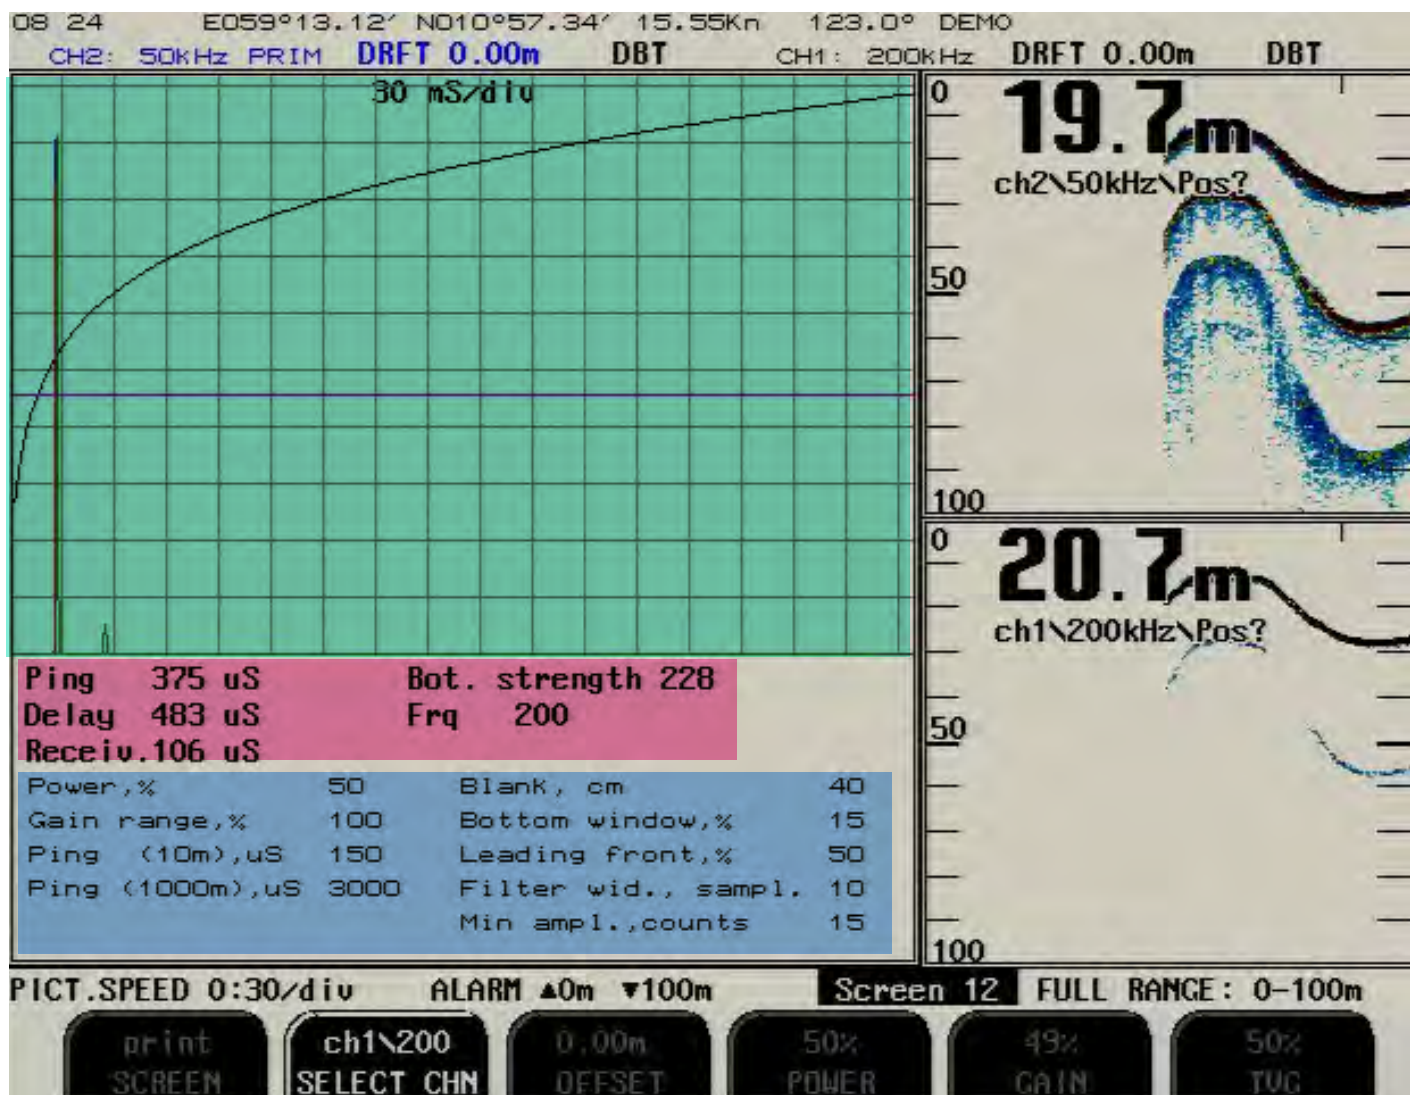 08 24 E059°13.12′ N010°57.34′ 15.55Kn 123.0° DEMO
CH2: 50kHz PRIM DRFT 0.00m DBT CH1: 200kHz DRFT 0.00m DBT
30 mS/div
0
19.7m
ch2\50kHz\Pos?
50
100
0
20.7m
ch1\200kHz\Pos?
50
100
Ping 375 uS Bot. strength 228
Delay 483 uS Frq 200
Receiv.106 uS
Power,% 50 Blank, cm 40
Gain range,% 100 Bottom window,% 15
Ping (10m),uS 150 Leading front,% 50
Ping (1000m),uS 3000 Filter wid., sampl. 10
Min ampl.,counts 15
PICT.SPEED 0:30/div ALARM ▲0m ▼100m Screen 12 FULL RANGE: 0-100m
print ch1\200 0.00m 50% 49% 50%
SCREEN SELECT CHN OFFSET POWER GAIN TVG